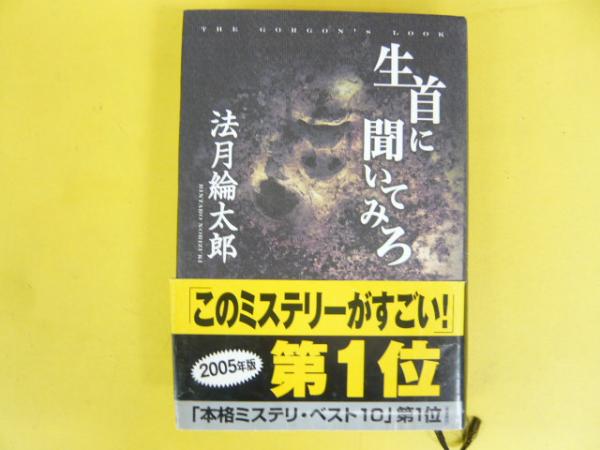 THE GORGON'S LOOK
生首に
聞いてみろ
法月綸太郎
RINTARO NORIZUKI
「このミステリーがすごい!」
2005年版
第1位
「本格ミステリ・ベスト10」第1位